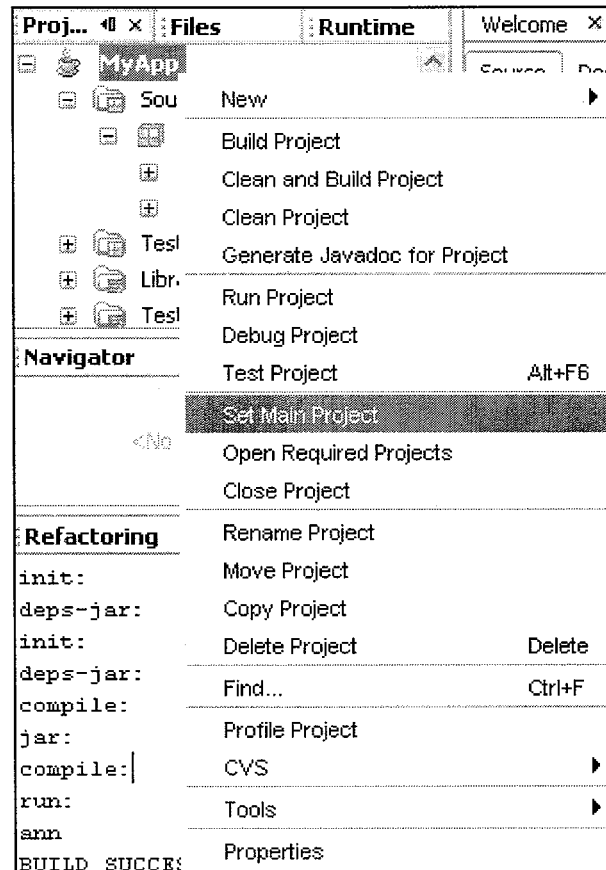 Proj... Files Runtime Welcome
MyApp
Sou
Test
Libr
Test
Navigator
<No
Refactoring
init:
deps-jar:
init:
deps-jar:
compile:
jar:
compile:
run:
ann
BUILD SUCCES
New
Build Project
Clean and Build Project
Clean Project
Generate Javadoc for Project
Run Project
Debug Project
Test Project Alt+F6
Set Main Project
Open Required Projects
Close Project
Rename Project
Move Project
Copy Project
Delete Project Delete
Find... Ctrl+F
Profile Project
CVS
Tools
Properties